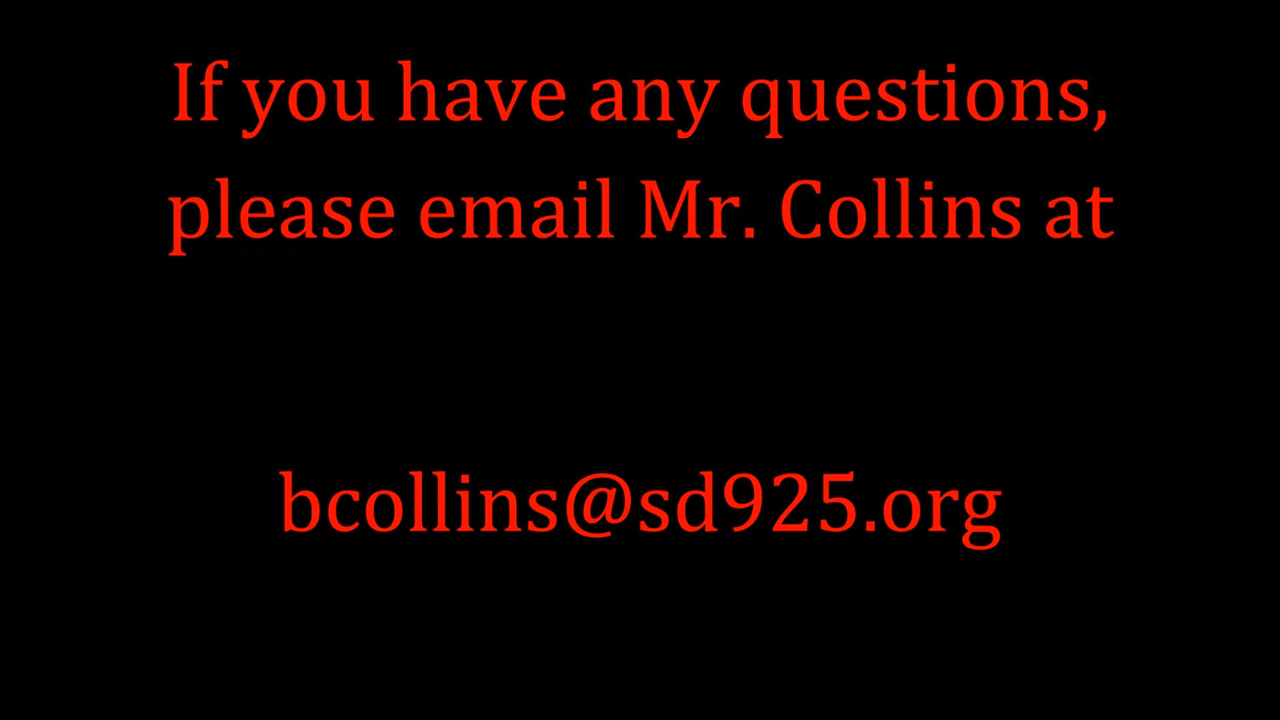 If you have any questions,
please email Mr. Collins at
bcollins@sd925.org